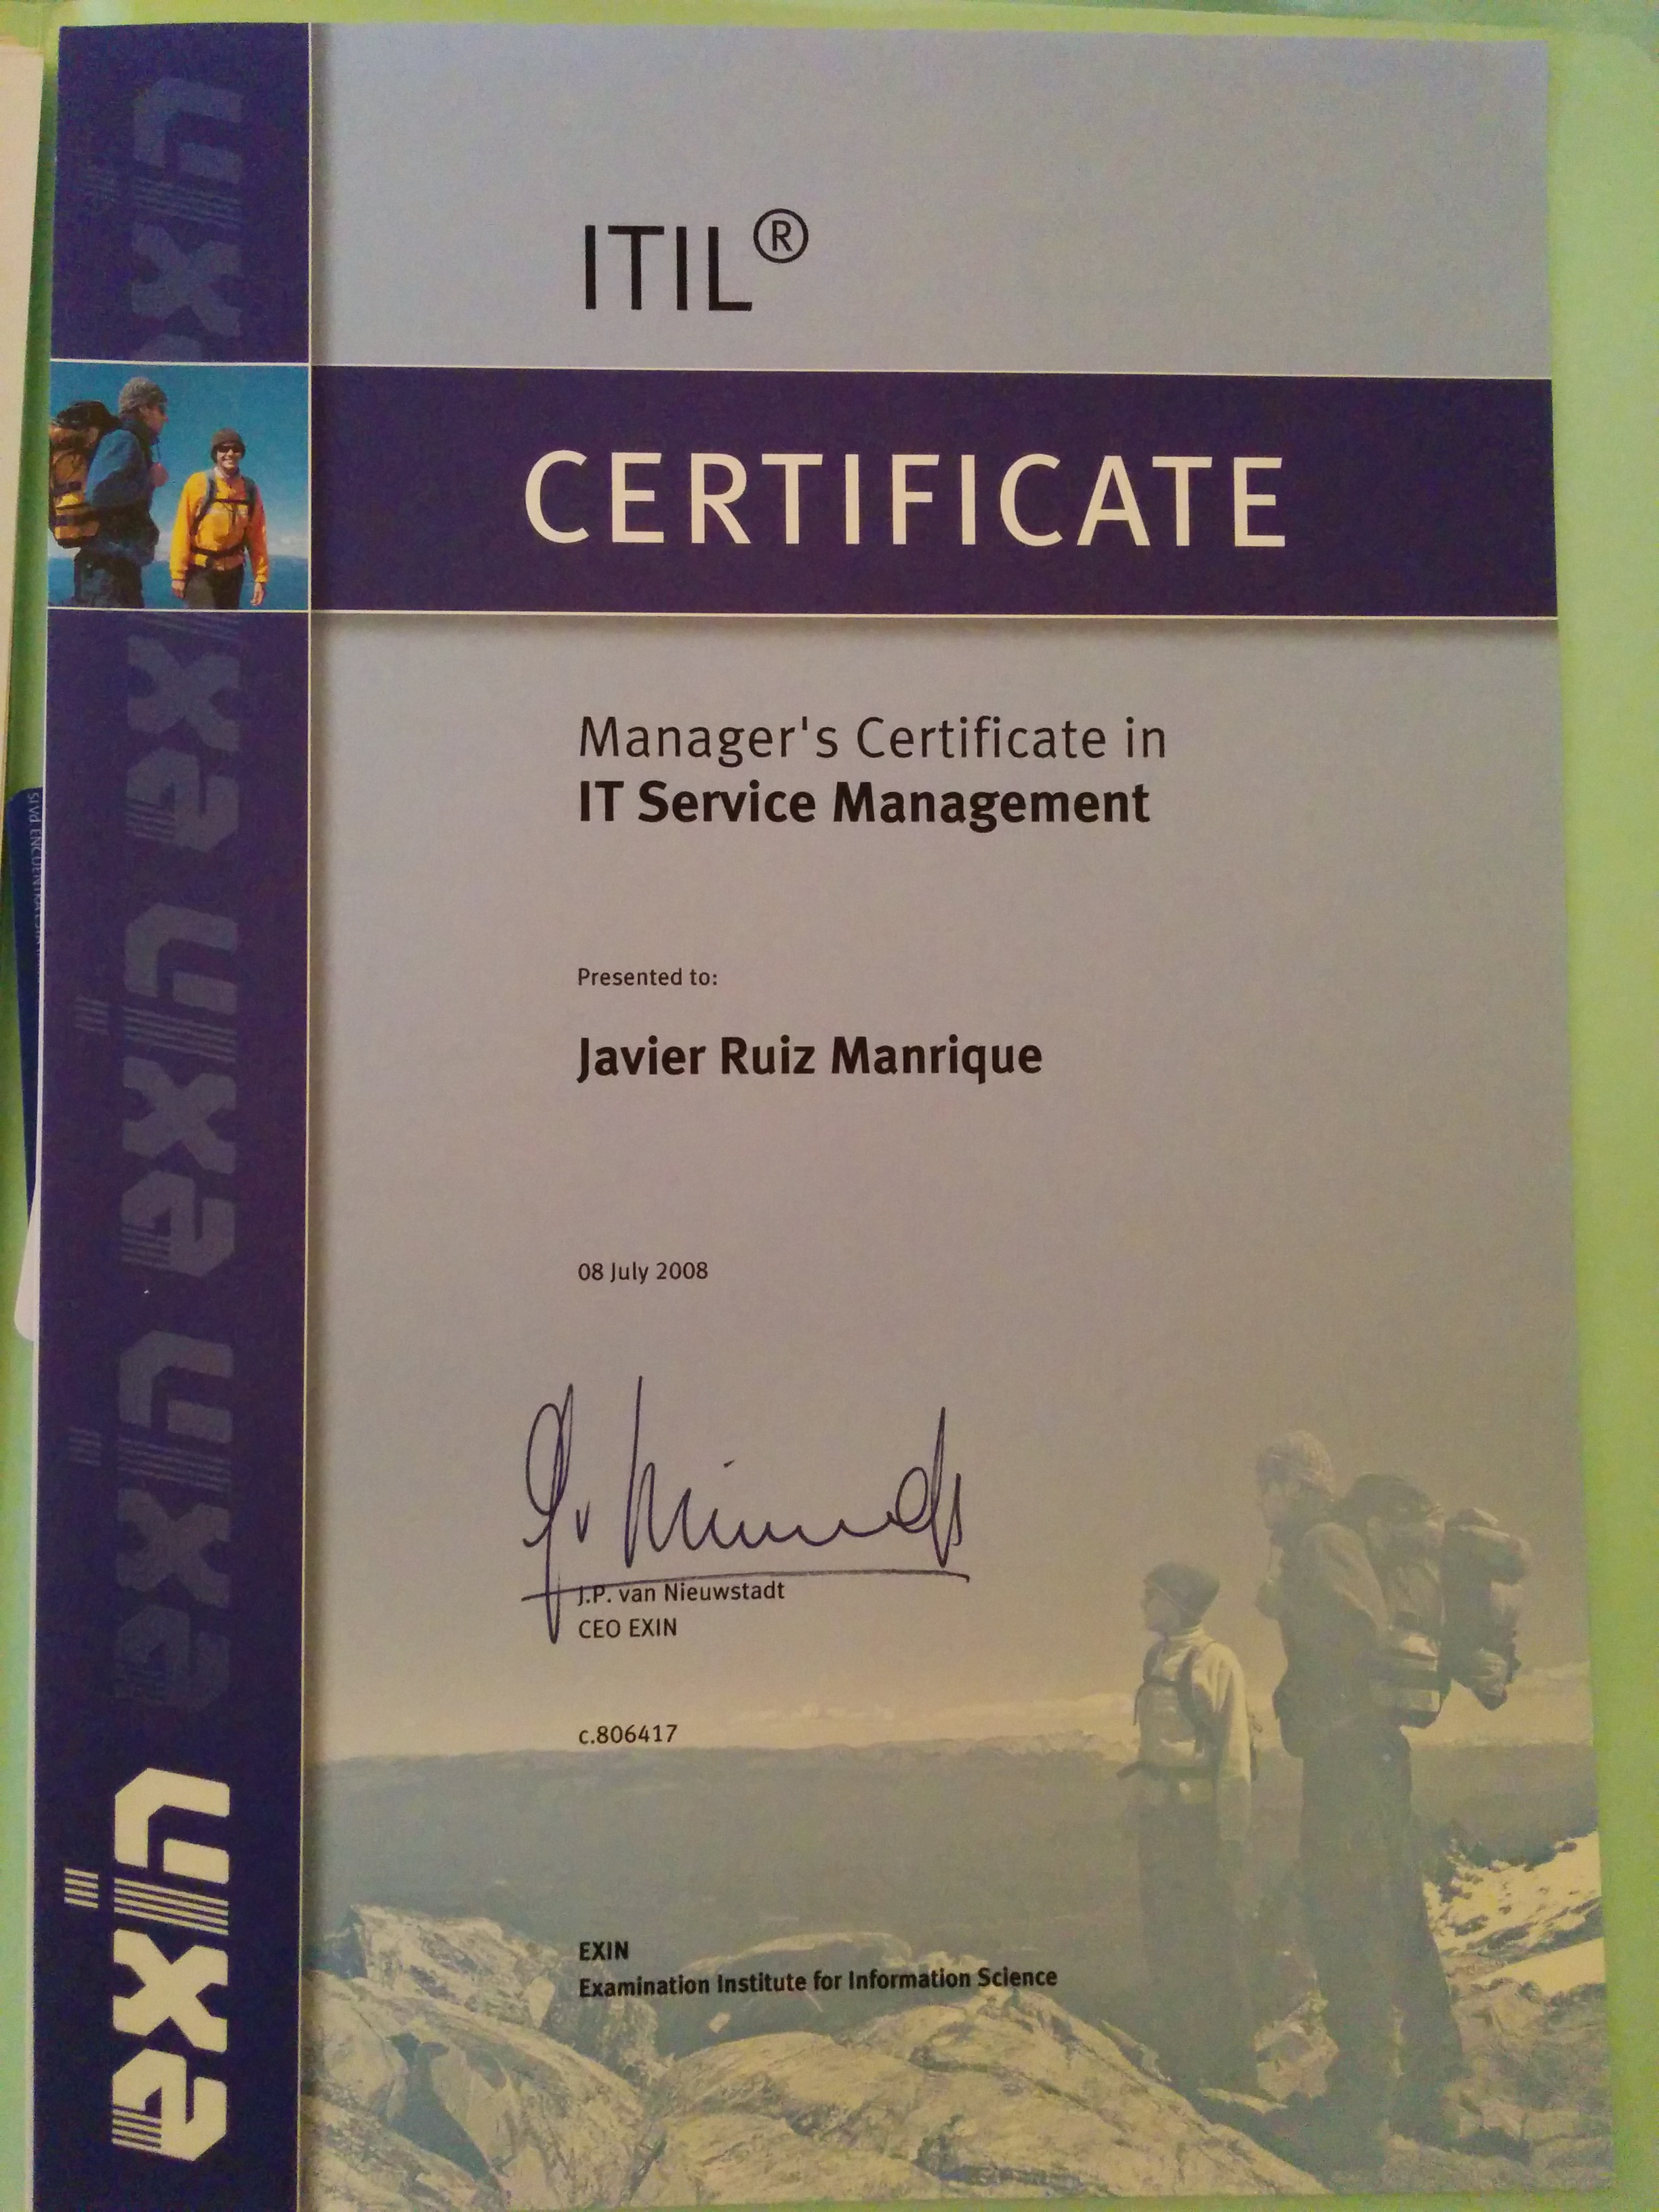 ITIL®
CERTIFICATE
Manager's Certificate in
IT Service Management
Presented to:
Javier Ruiz Manrique
08 July 2008
J.P. van Nieuwstadt
CEO EXIN
c.806417
EXIN
Examination Institute for Information Science
exin
exin
exin
exin
exin